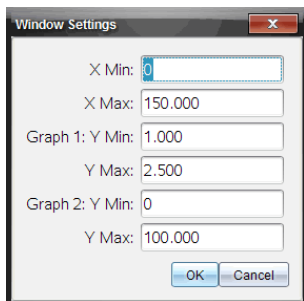 Window Settings
X Min: 0
X Max: 150.000
Graph 1: Y Min: 1.000
Y Max: 2.500
Graph 2: Y Min: 0
Y Max: 100.000
OK Cancel